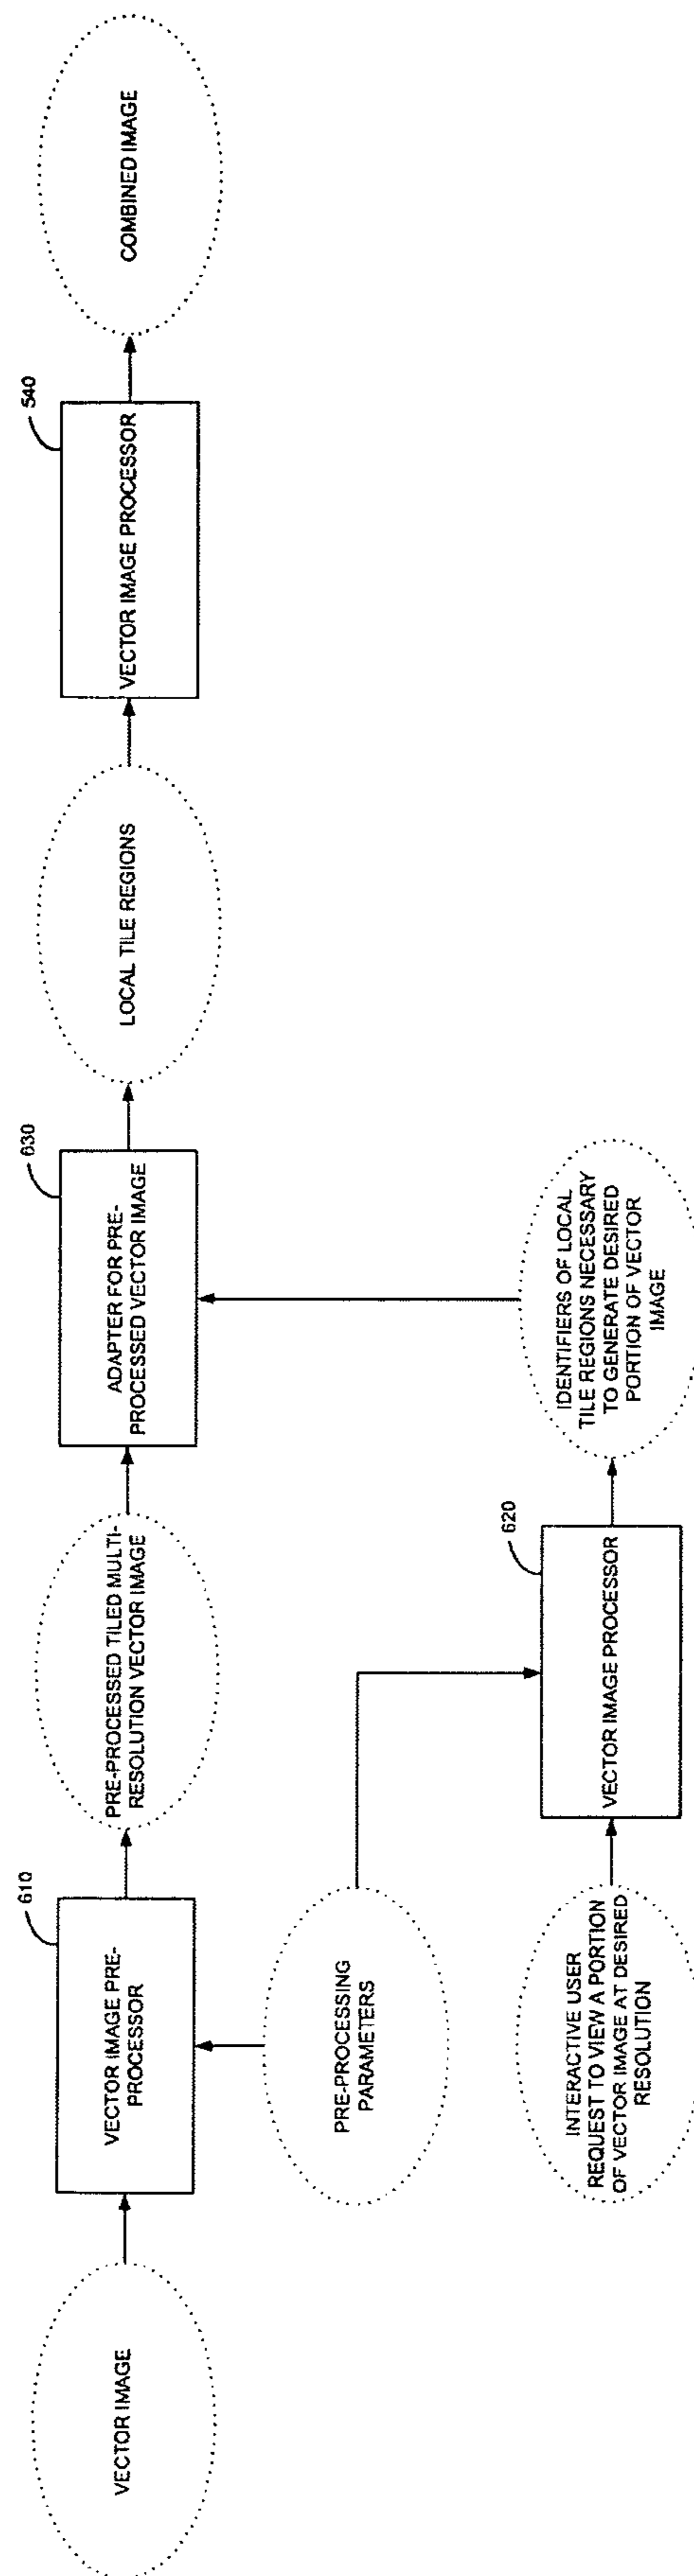 VECTOR IMAGE
610
VECTOR IMAGE PRE-
PROCESSOR
PRE-PROCESSING
PARAMETERS
PRE-PROCESSED TILED MULTI-
RESOLUTION VECTOR IMAGE
630
ADAPTER FOR PRE-
PROCESSED VECTOR IMAGE
LOCAL TILE REGIONS
540
VECTOR IMAGE PROCESSOR
COMBINED IMAGE
INTERACTIVE USER
REQUEST TO VIEW A PORTION
OF VECTOR IMAGE AT DESIRED
RESOLUTION
620
VECTOR IMAGE PROCESSOR
IDENTIFIERS OF LOCAL
TILE REGIONS NECESSARY
TO GENERATE DESIRED
PORTION OF VECTOR
IMAGE